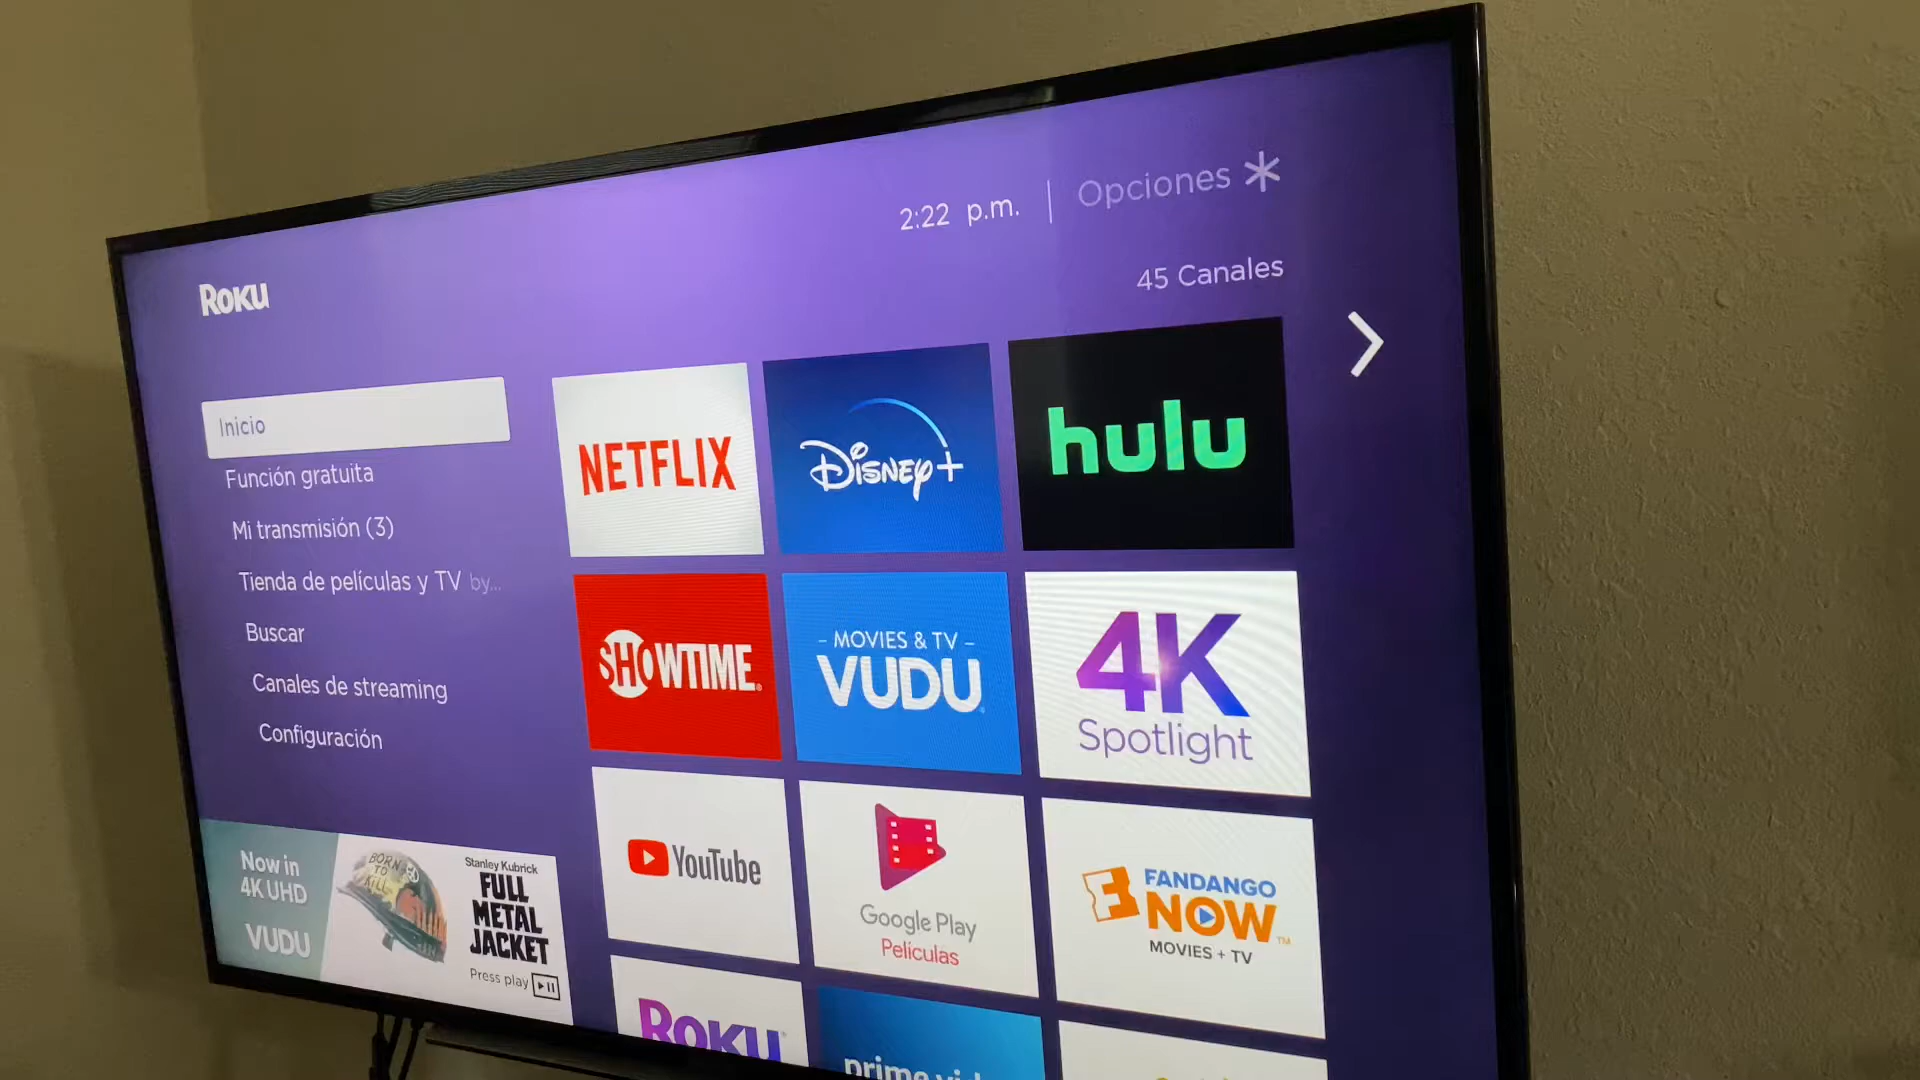 2:22 p.m. | Opciones *
45 Canales
Roku
Inicio
Función gratuita
Mi transmisión (3)
Tienda de películas y TV by...
Buscar
Canales de streaming
Configuración
NETFLIX
Disney+
hulu
SHOWTIME
- MOVIES & TV -
VUDU
4K
Spotlight
YouTube
Google Play
Películas
FANDANGO
NOW
MOVIES + TV
Roku
prime vid
Now in
4K UHD
VUDU
BORN
TO
KILL
Stanley Kubrick
FULL
METAL
JACKET
Press play